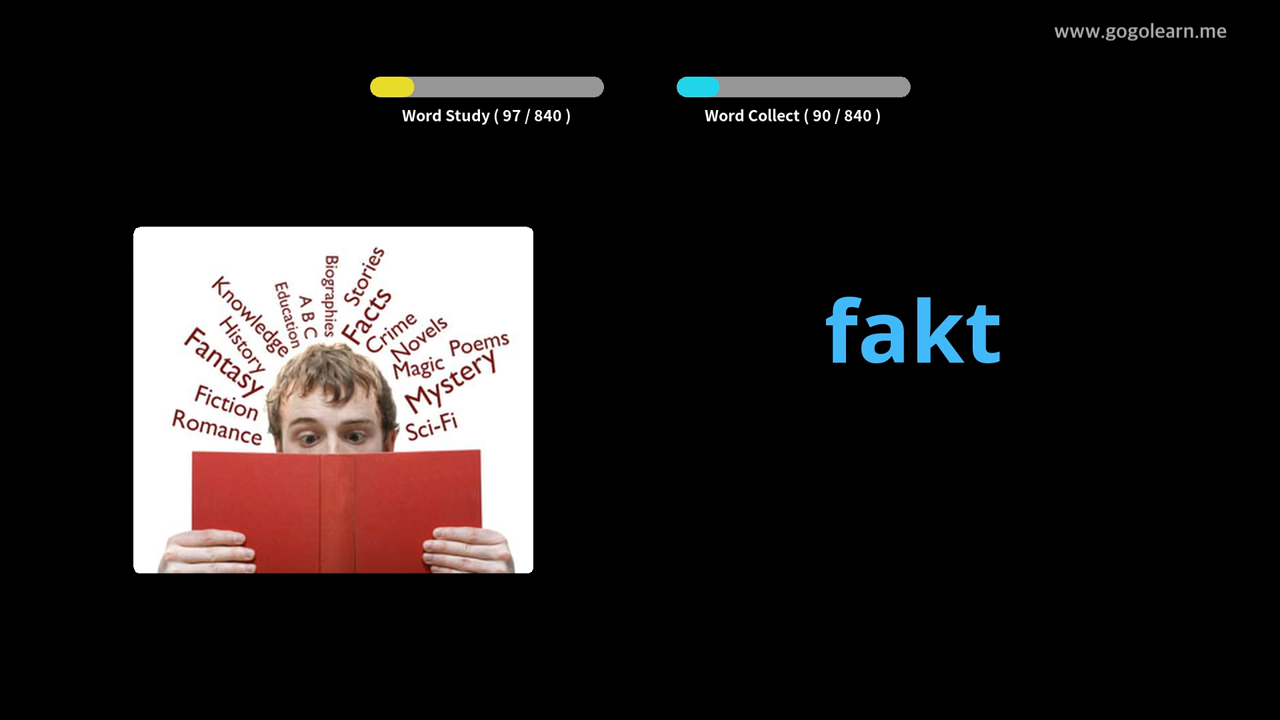 www.gogolearn.me
Word Study ( 97 / 840 )
Word Collect ( 90 / 840 )
Romance
Fiction
Fantasy
History
Knowledge
Education
A B C
Biographies
Stories
Facts
Crime
Novels
Magic
Poems
Mystery
Sci-Fi
fakt